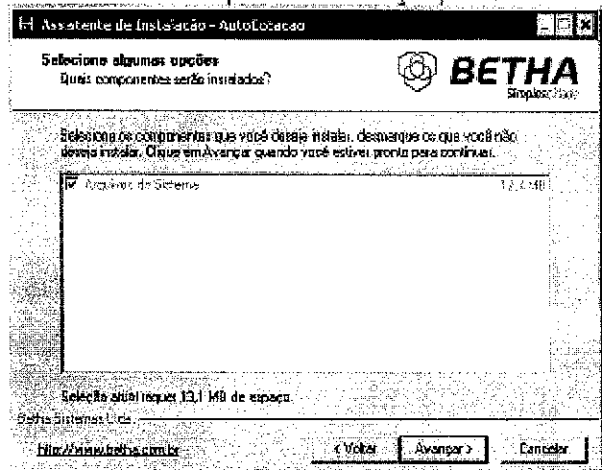 Assistente de Instalação - AutoCotacao
Selecione algumas opções
Quais componentes serão instalados?
BETHA
Selecione os componentes que você deseja instalar, desmarque os que você não
deseja instalar. Clique em Avançar quando você estiver pronto para continuar.
Arquivos de Sistema
Seleção atual requer 13,1 MB de espaço.
Betha Sistemas Ltda.
http://www.betha.com.br
< Voltar
Avançar >
Cancelar